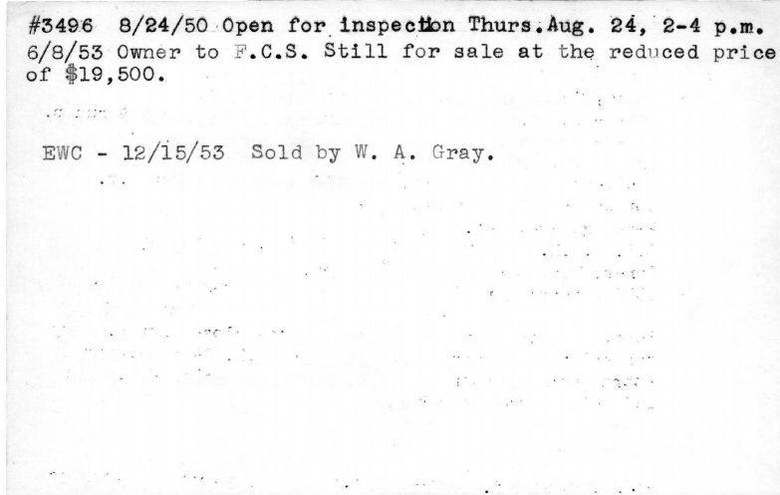 #3496 8/24/50 Open for inspection Thurs.Aug. 24, 2-4 p.m.
6/8/53 Owner to F.C.S. Still for sale at the reduced price
of $19,500.
EWC - 12/15/53 Sold by W. A. Gray.